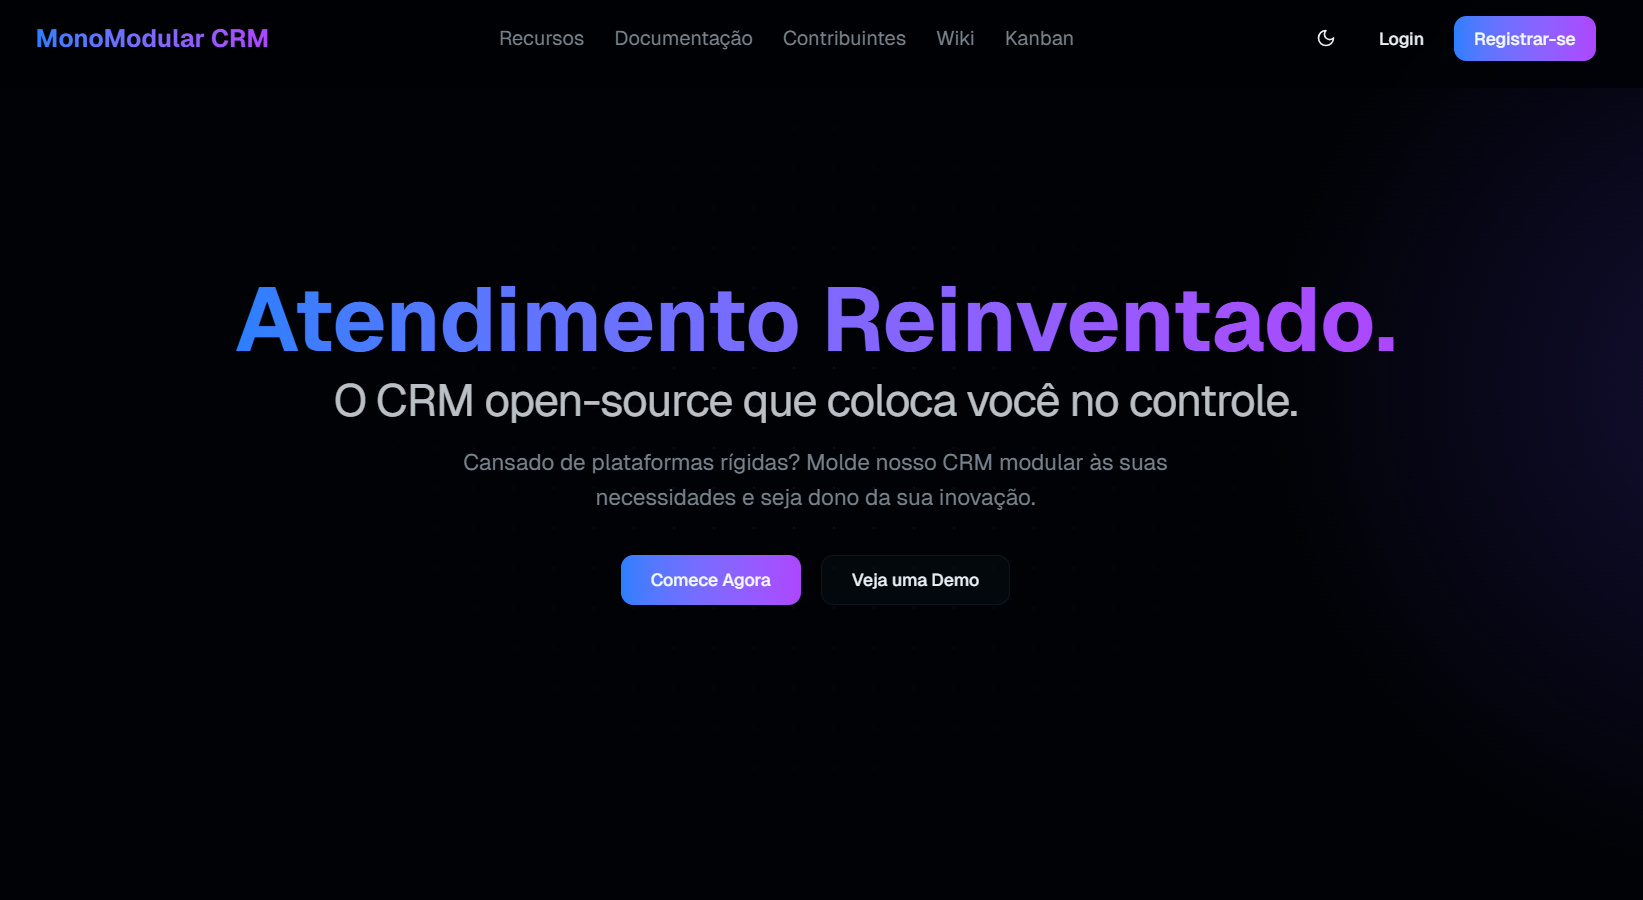 MonoModular CRM
Recursos
Documentação
Contribuintes
Wiki
Kanban
Login
Registrar-se
Atendimento Reinventado.
O CRM open-source que coloca você no controle.
Cansado de plataformas rígidas? Molde nosso CRM modular às suas
necessidades e seja dono da sua inovação.
Comece Agora
Veja uma Demo